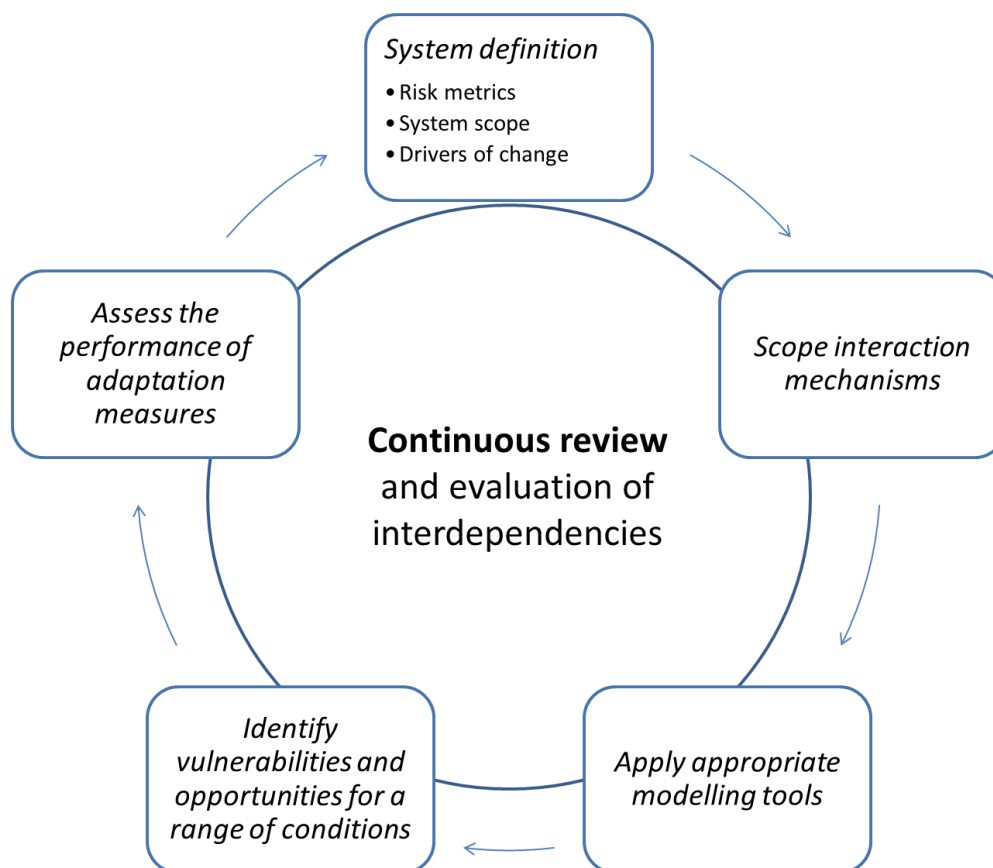 System definition
• Risk metrics
• System scope
• Drivers of change
Scope interaction
mechanisms
Apply appropriate
modelling tools
Identify
vulnerabilities and
opportunities for a
range of conditions
Assess the
performance of
adaptation
measures
Continuous review
and evaluation of
interdependencies